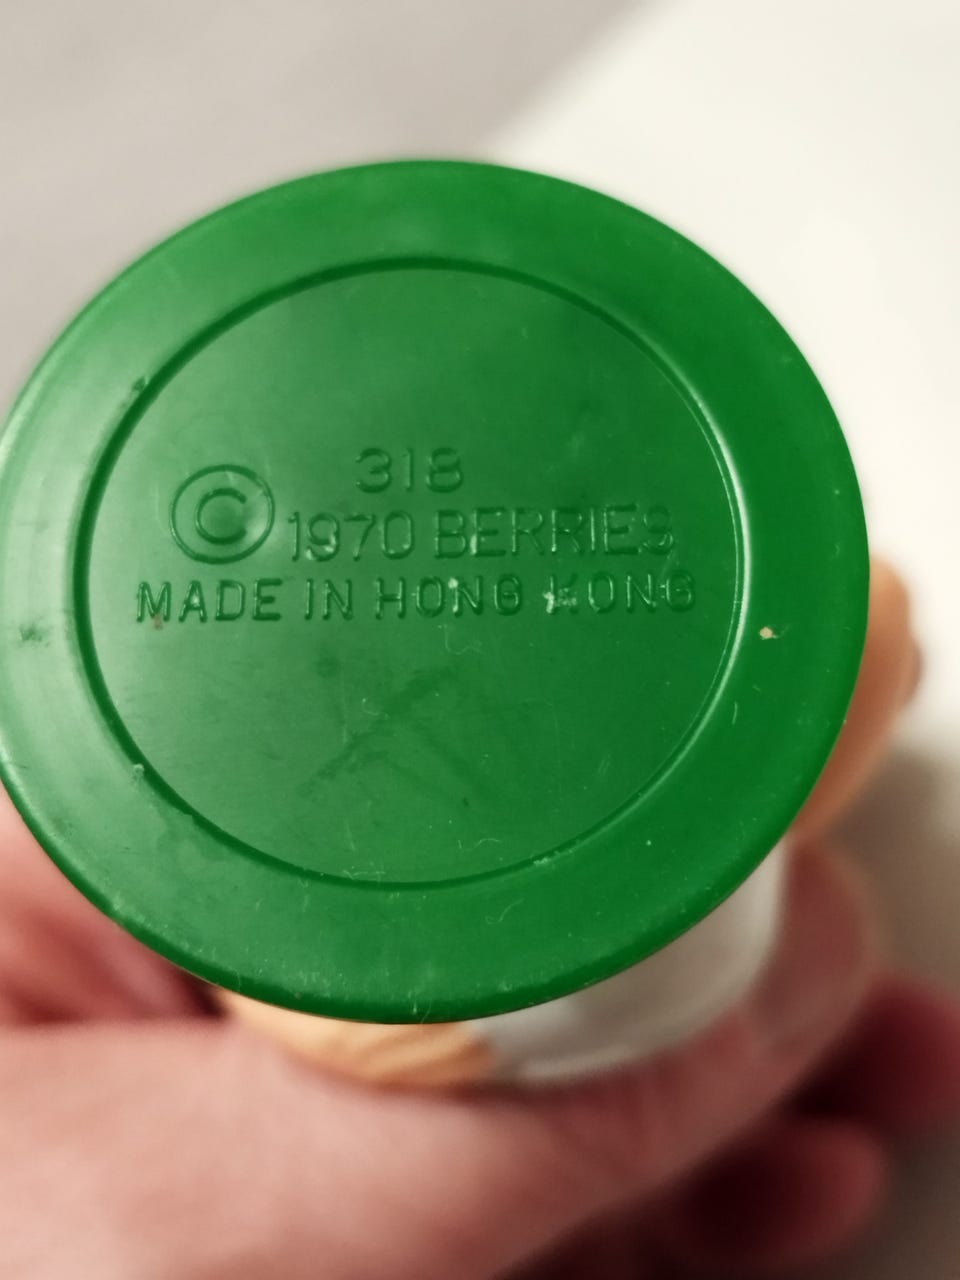 318
© 1970 BERRIES
MADE IN HONG KONG